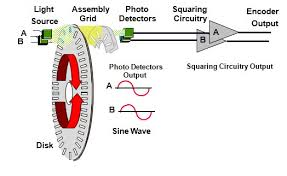 Light Source
Assembly Grid
Photo Detectors
Squaring Circuitry
Encoder Output
A
B
A
B
Photo Detectors Output
Squaring Circuitry Output
A
B
Sine Wave
Disk